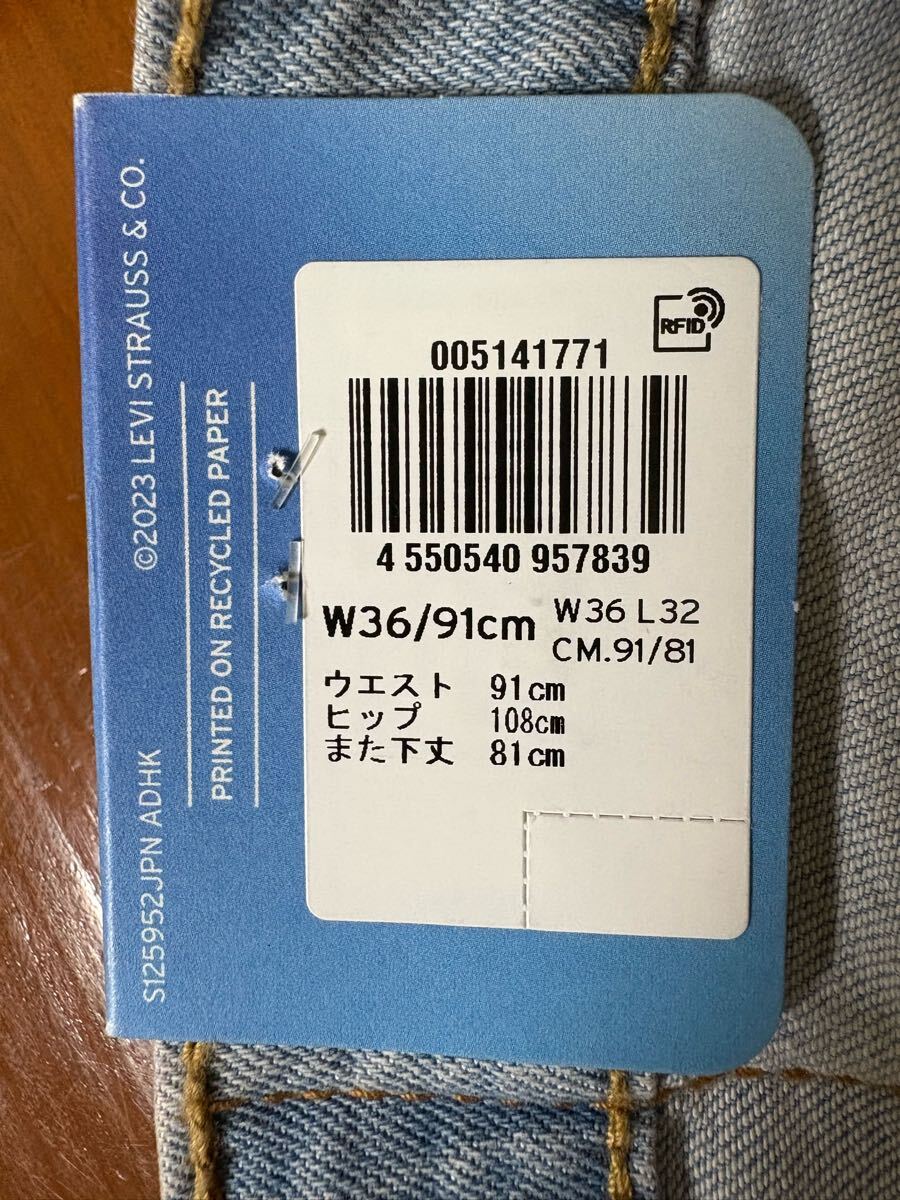 ©2023 LEVI STRAUSS & CO.
S125952JPN ADHK
PRINTED ON RECYCLED PAPER
RFID
005141771
4 550540 957839
W36/91cm
W36 L32
CM.91/81
ウエスト 91cm
ヒップ 108cm
また下丈 81cm